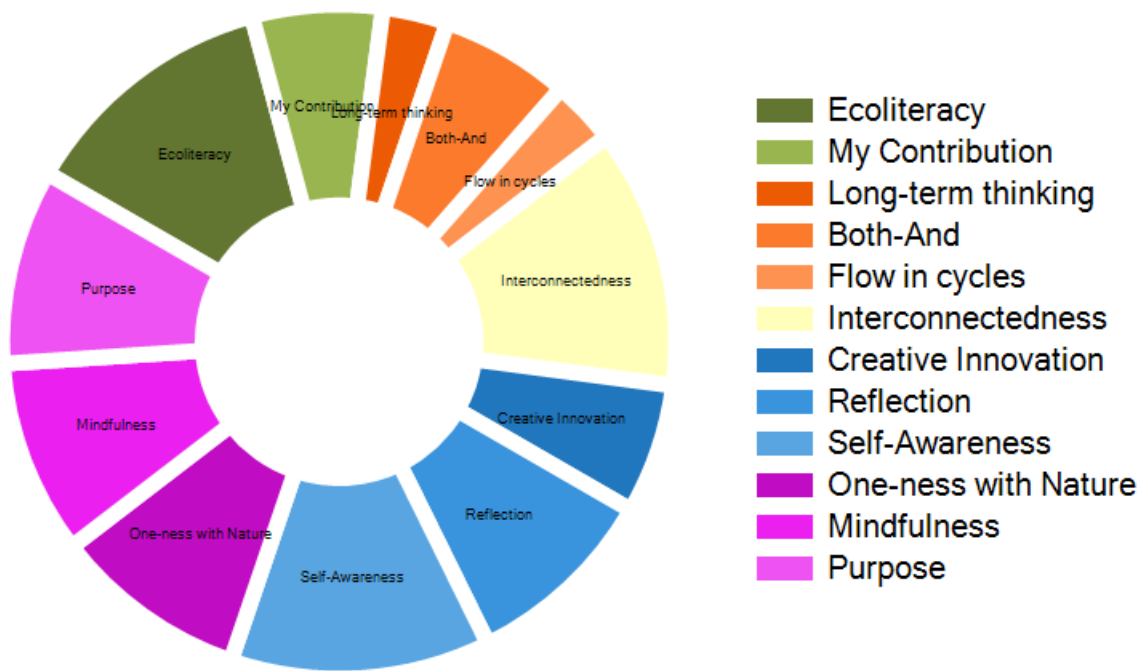 My Contribution
Long-term thinking
Both-And
Ecoliteracy
Flow in cycles
Interconnectedness
Purpose
Creative Innovation
Mindfulness
Reflection
One-ness with Nature
Self-Awareness
Ecoliteracy
My Contribution
Long-term thinking
Both-And
Flow in cycles
Interconnectedness
Creative Innovation
Reflection
Self-Awareness
One-ness with Nature
Mindfulness
Purpose